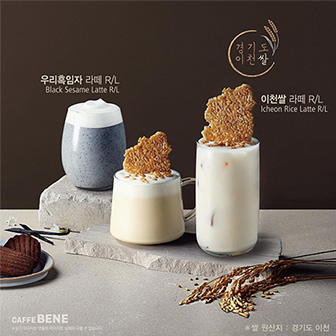 경기도
이천쌀
우리흑임자 라떼 R/L
Black Sesame Latte R/L
이천쌀 라떼 R/L
Icheon Rice Latte R/L
CAFFE BENE
※쌀 원산지 : 경기도 이천